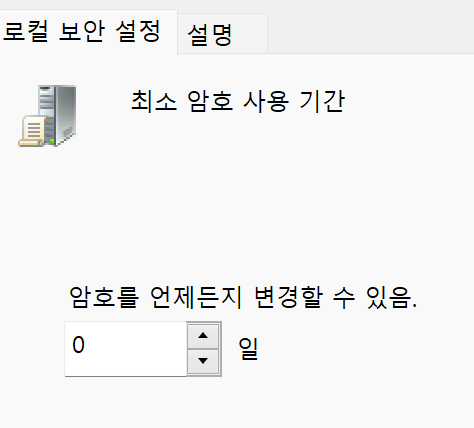 로컬 보안 설정
설명
최소 암호 사용 기간
암호를 언제든지 변경할 수 있음.
0
일